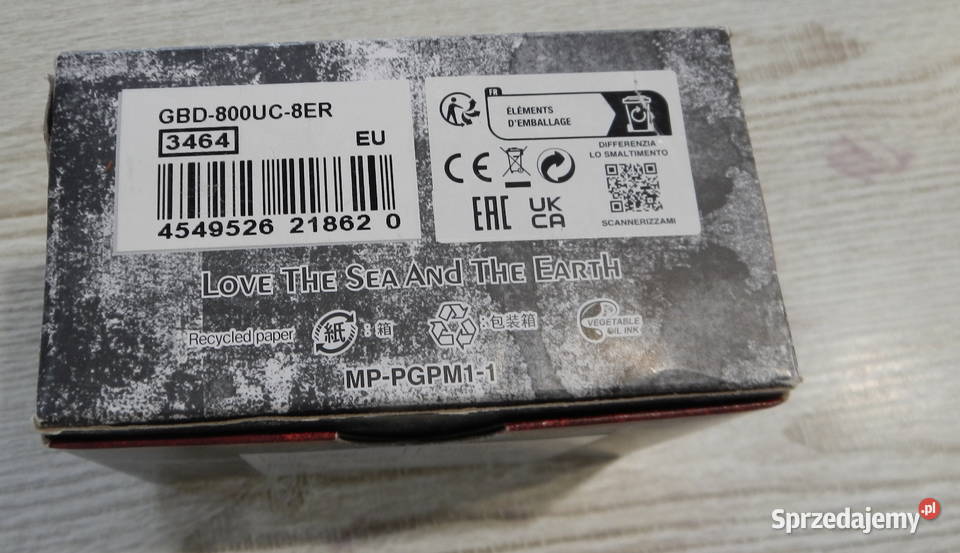 GBD-800UC-8ER
3464
EU
4549526 21862 0
FR
ÉLÉMENTS
D'EMBALLAGE
DIFFERENZIA
LO SMALTIMENTO
CE
EAC
UK
CA
SCANNERIZZAMI
LOVE THE SEA AND THE EARTH
Recycled paper 紙 : 箱 : 包装箱 VEGETABLE
OIL INK
MP-PGPM1-1
Sprzedajemy.pl